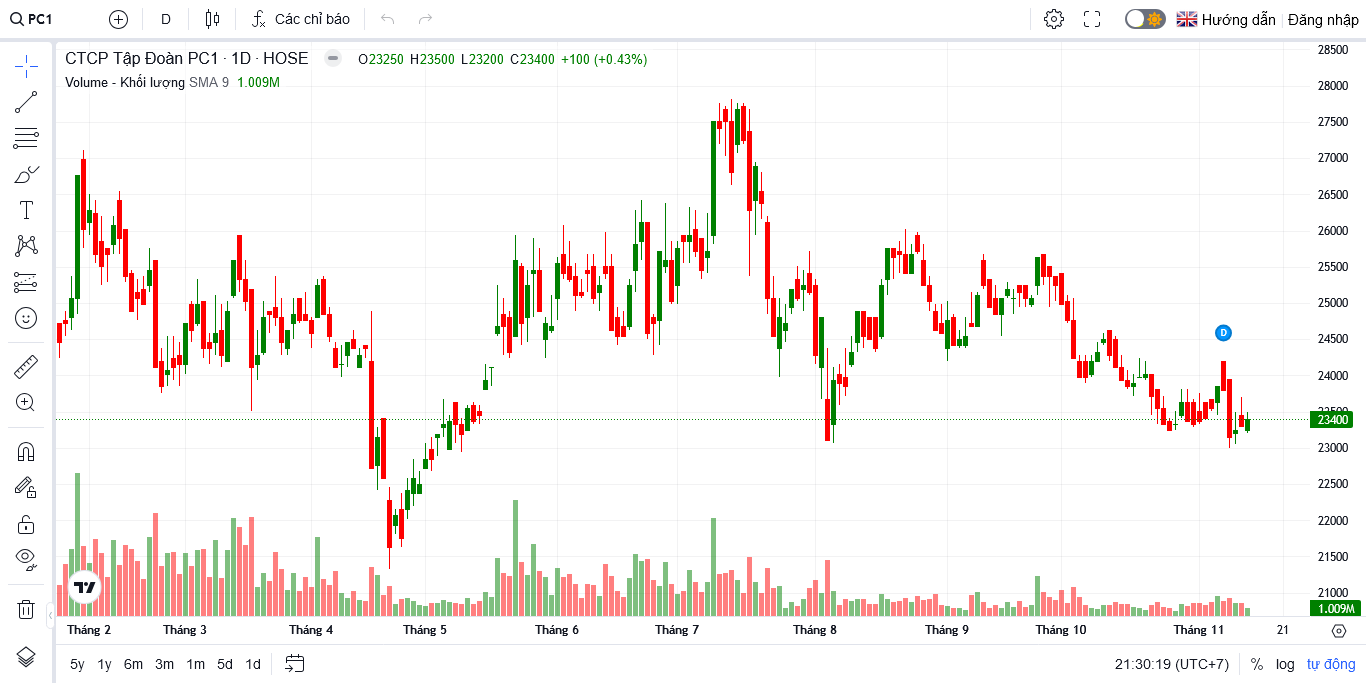 PC1 D Các chỉ báo Hướng dẫn Đăng nhập
CTCP Tập Đoàn PC1 · 1D · HOSE O23250 H23500 L23200 C23400 +100 (+0.43%)
Volume - Khối lượng SMA 9 1.009M
28500
28000
27500
27000
26500
26000
25500
25000
24500
D
24000
23500
23400
23000
22500
22000
21500
21000
1.009M
Tháng 2 Tháng 3 Tháng 4 Tháng 5 Tháng 6 Tháng 7 Tháng 8 Tháng 9 Tháng 10 Tháng 11 21
5y 1y 6m 3m 1m 5d 1d 21:30:19 (UTC+7) % log tự động